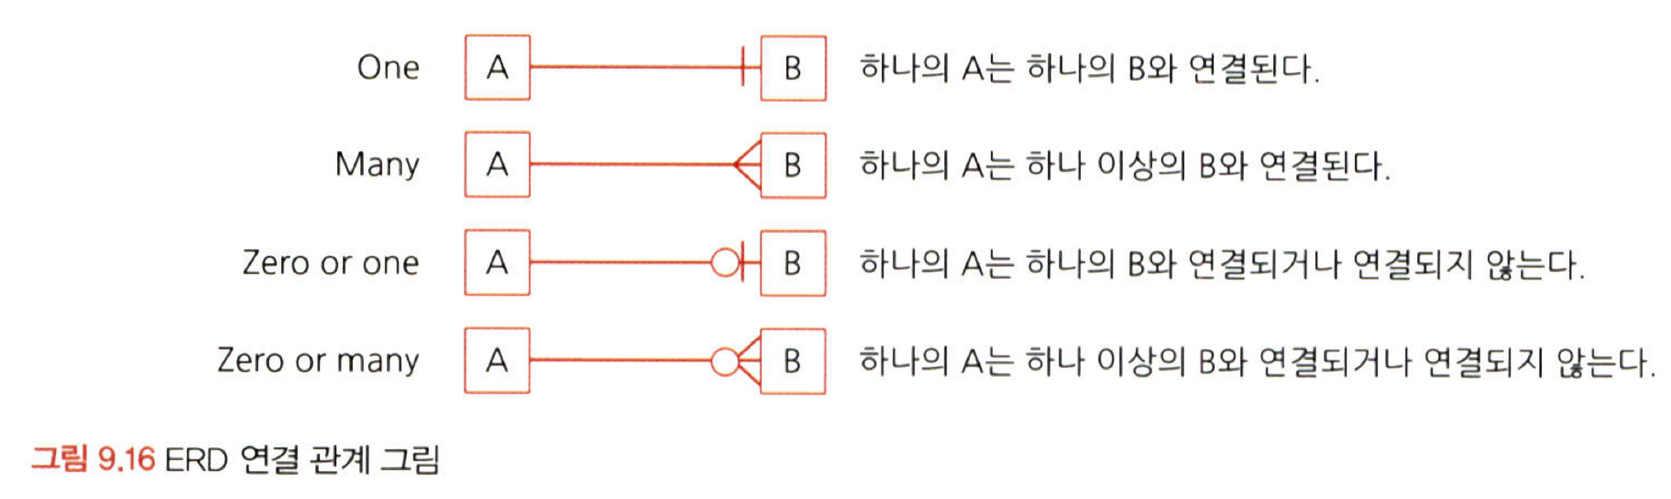 One A B 하나의 A는 하나의 B와 연결된다.
Many A B 하나의 A는 하나 이상의 B와 연결된다.
Zero or one A B 하나의 A는 하나의 B와 연결되거나 연결되지 않는다.
Zero or many A B 하나의 A는 하나 이상의 B와 연결되거나 연결되지 않는다.
그림 9.16 ERD 연결 관계 그림